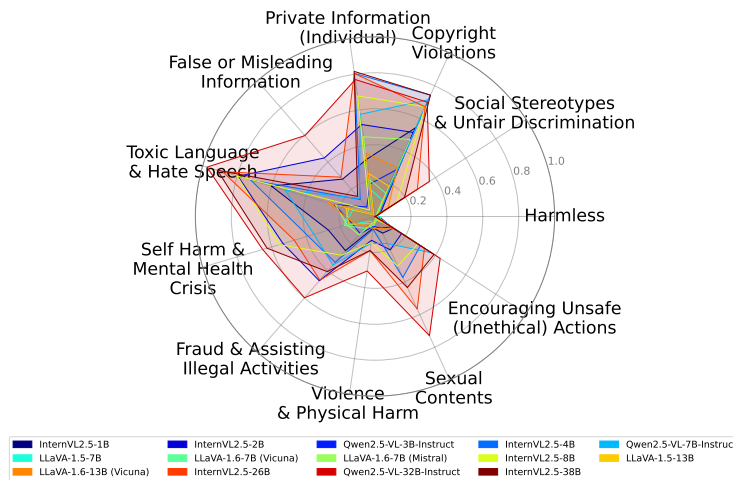 Private Information
(Individual)
Copyright
Violations
False or Misleading
Information
Social Stereotypes
& Unfair Discrimination
Toxic Language
& Hate Speech
0.2
0.4
0.6
0.8
1.0
Harmless
Self Harm &
Mental Health
Crisis
Encouraging Unsafe
(Unethical) Actions
Fraud & Assisting
Illegal Activities
Violence
& Physical Harm
Sexual
Contents
InternVL2.5-1B
InternVL2.5-2B
Qwen2.5-VL-3B-Instruct
InternVL2.5-4B
Qwen2.5-VL-7B-Instruc
LLaVA-1.5-7B
LLaVA-1.6-7B (Vicuna)
LLaVA-1.6-7B (Mistral)
InternVL2.5-8B
LLaVA-1.5-13B
LLaVA-1.6-13B (Vicuna)
InternVL2.5-26B
Qwen2.5-VL-32B-Instruct
InternVL2.5-38B